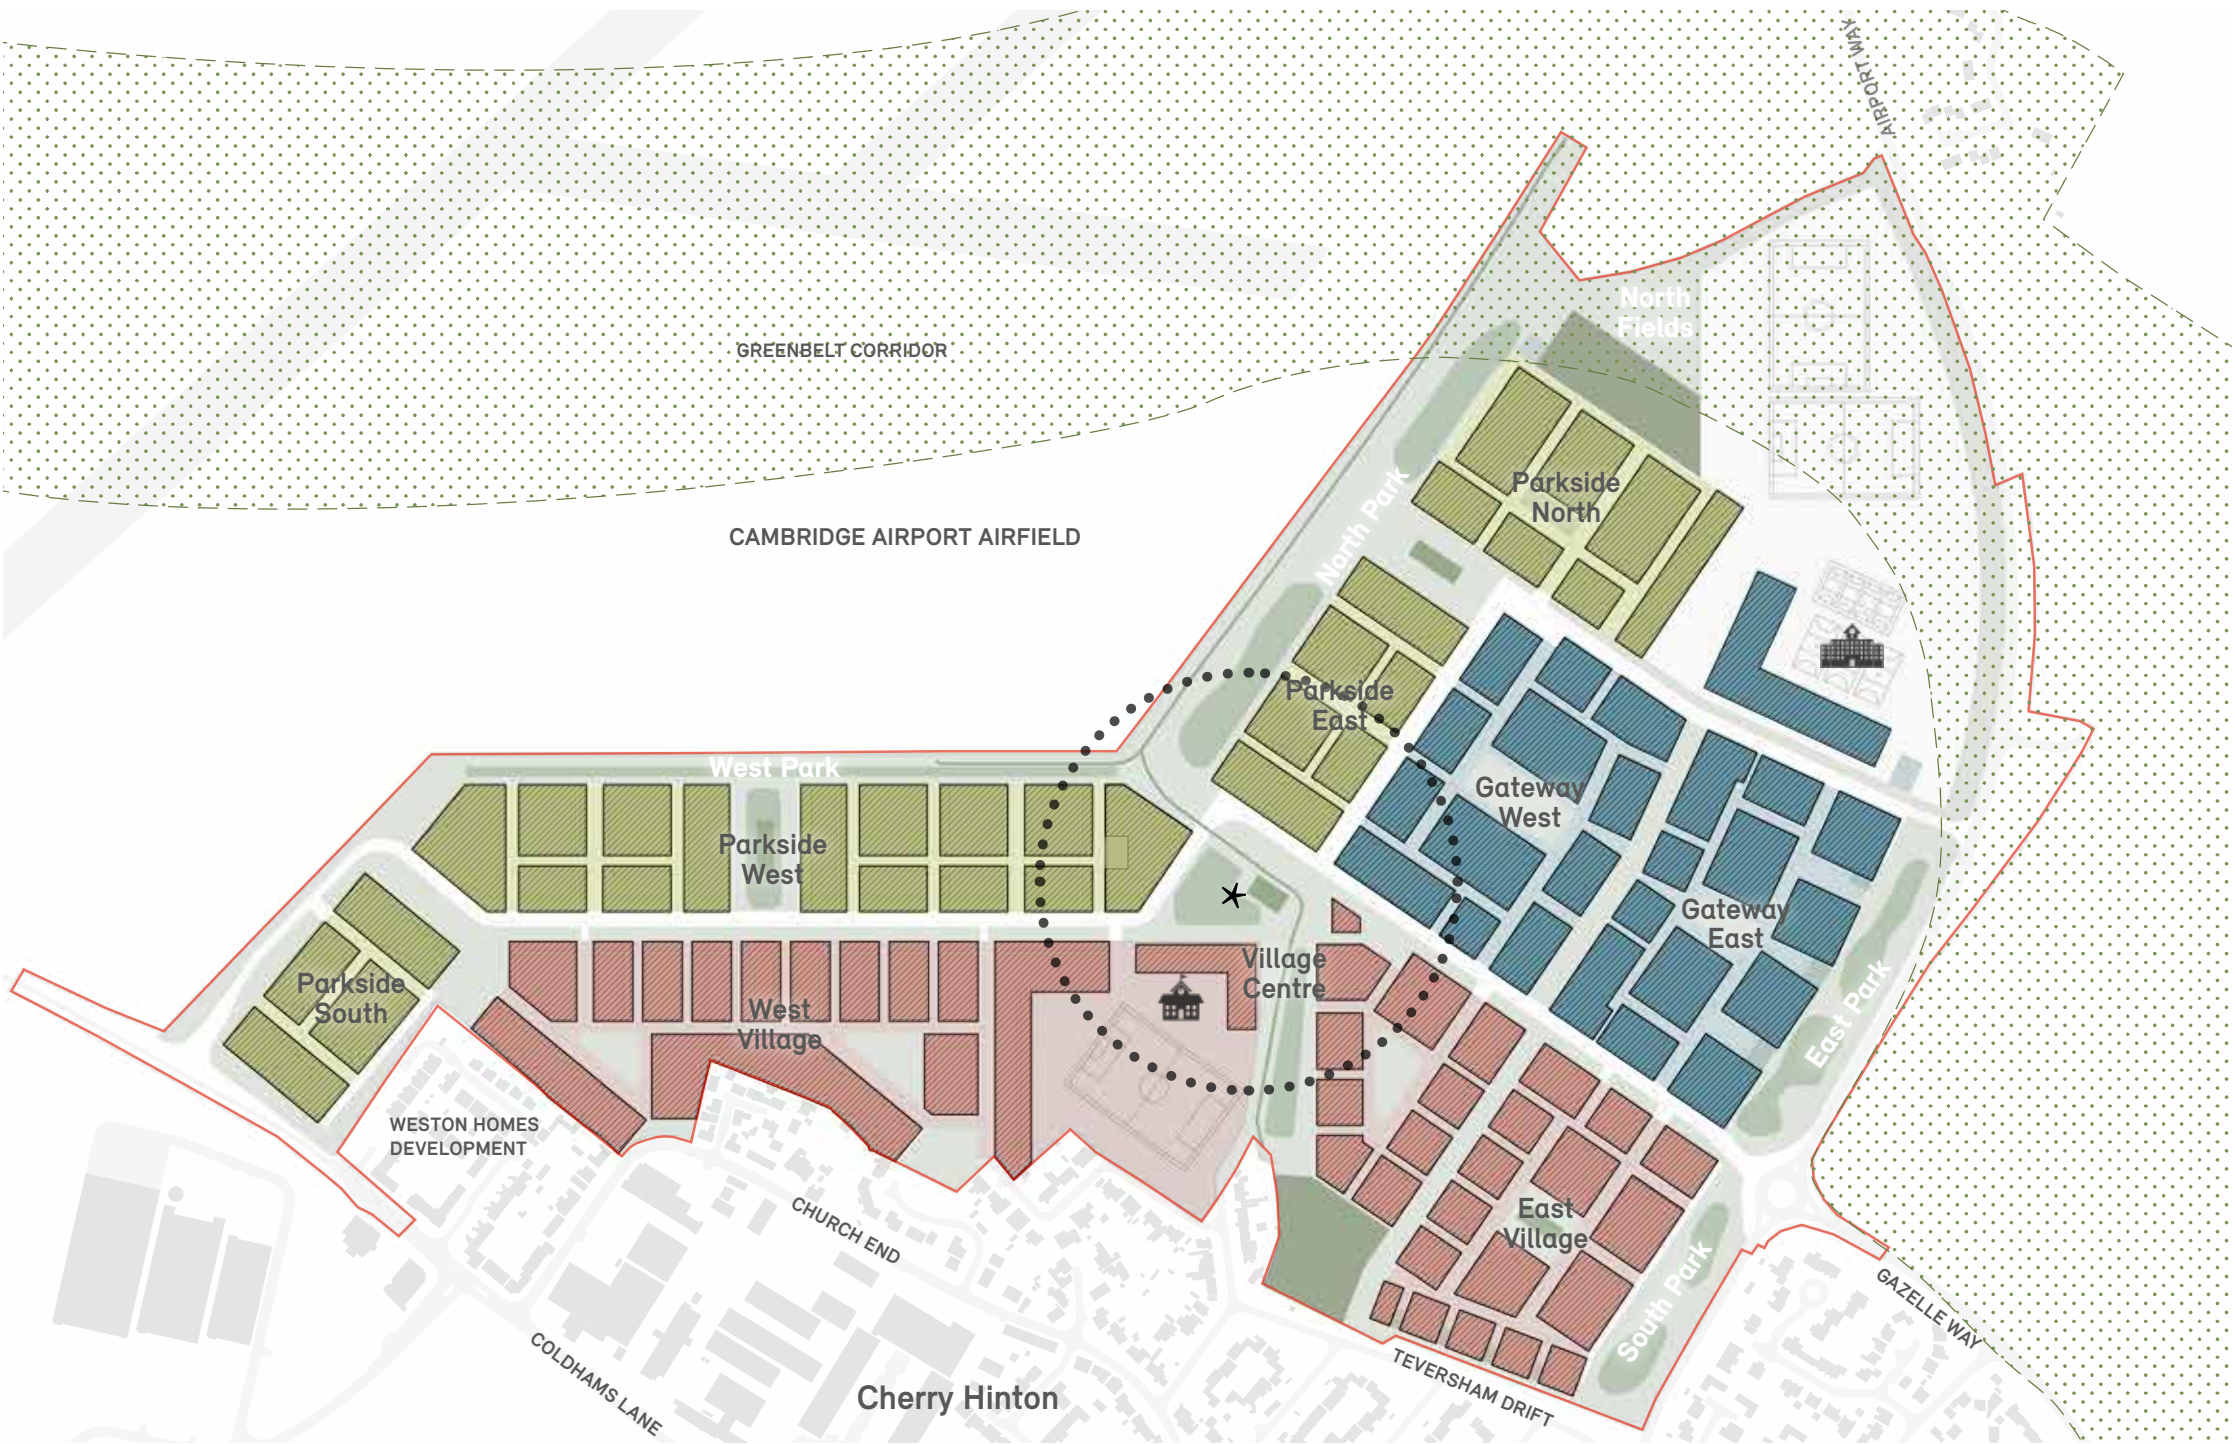 AIRPORT WAY
North
Fields
GREENBELT CORRIDOR
Parkside
North
North Park
CAMBRIDGE AIRPORT AIRFIELD
Parkside
East
West Park
Gateway
West
Parkside
West
Gateway
East
Village
Centre
Parkside
South
West
Village
East Park
WESTON HOMES
DEVELOPMENT
CHURCH END
East
Village
South Park
GAZELLE WAY
COLDHAMS LANE
Cherry Hinton
TEVERSHAM DRIFT